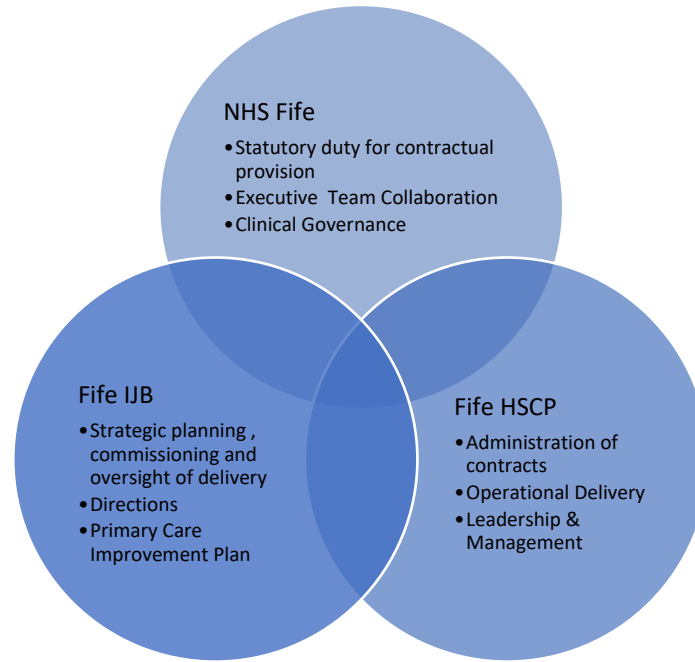 NHS Fife
•Statutory duty for contractual
provision
•Executive Team Collaboration
•Clinical Governance
Fife IJB
•Strategic planning ,
commissioning and
oversight of delivery
•Directions
•Primary Care
Improvement Plan
Fife HSCP
•Administration of
contracts
•Operational Delivery
•Leadership &
Management